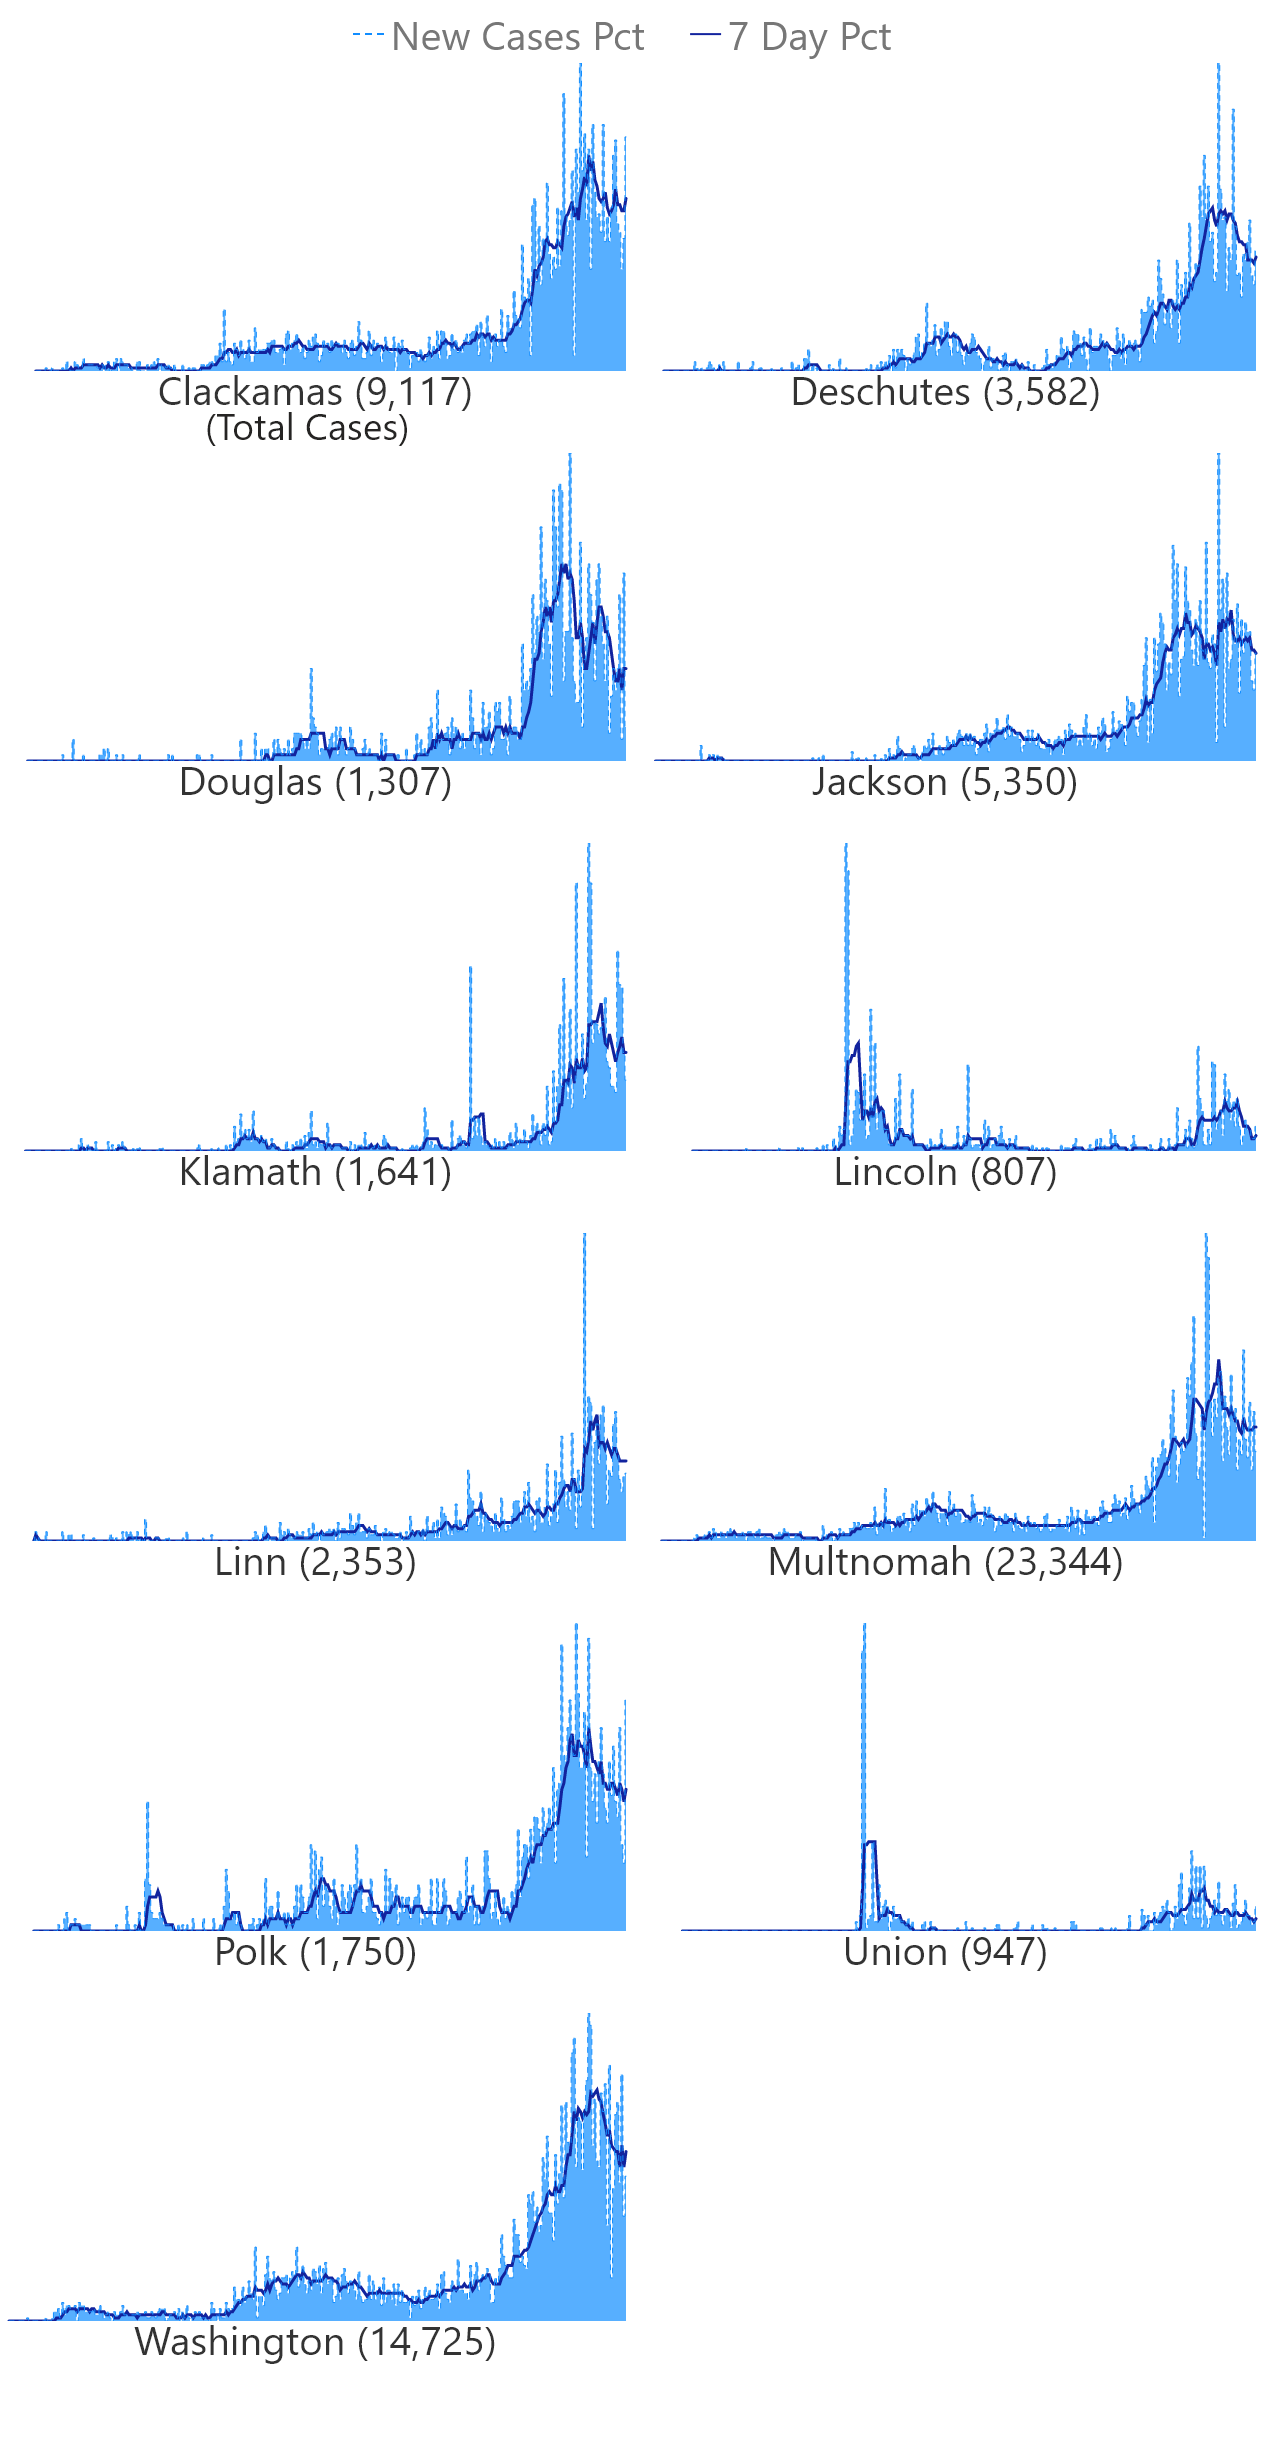 New Cases Pct 7 Day Pct
Clackamas (9,117) Deschutes (3,582)
(Total Cases)
Douglas (1,307) Jackson (5,350)
Klamath (1,641) Lincoln (807)
Linn (2,353) Multnomah (23,344)
Polk (1,750) Union (947)
Washington (14,725)